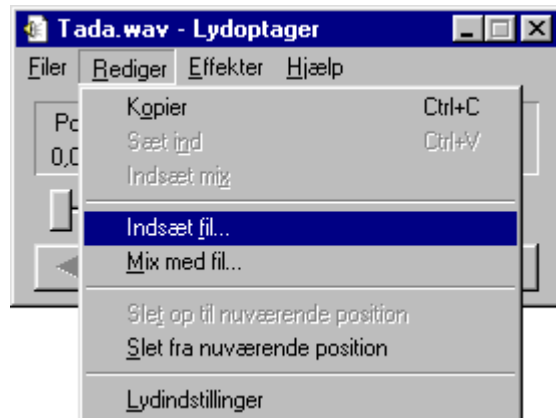 Tada.wav - Lydoptager
Filer Rediger Effekter Hjælp
Kopier Ctrl+C
Sæt ind Ctrl+V
Indsæt mix
Indsæt fil...
Mix med fil...
Slet op til nuværende position
Slet fra nuværende position
Lydindstillinger